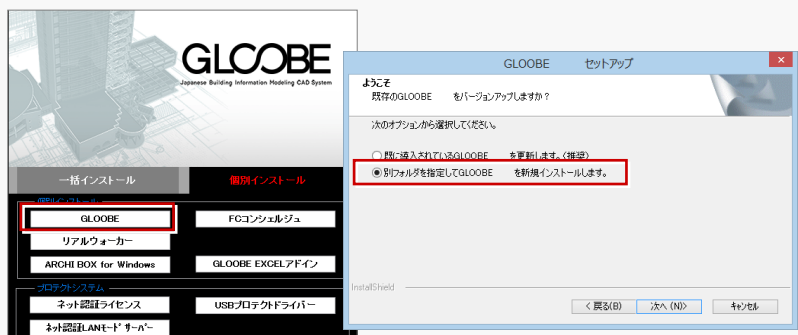 GLOOBE
Japanese Building Information Modeling CAD System
一括インストール
個別インストール
個別インストール
GLOOBE
FCコンシェルジュ
リアルウォーカー
ARCHI BOX for Windows
GLOOBE EXCELアドイン
プロテクトシステム
ネット認証ライセンス
USBプロテクトドライバー
ネット認証LANモードサーバー
GLOOBE セットアップ
ようこそ
既存のGLOOBE をバージョンアップしますか？
次のオプションから選択してください。
既に導入されているGLOOBE を更新します。(推奨)
別フォルダを指定してGLOOBE を新規インストールします。
InstallShield
< 戻る(B)
次へ (N)>
キャンセル